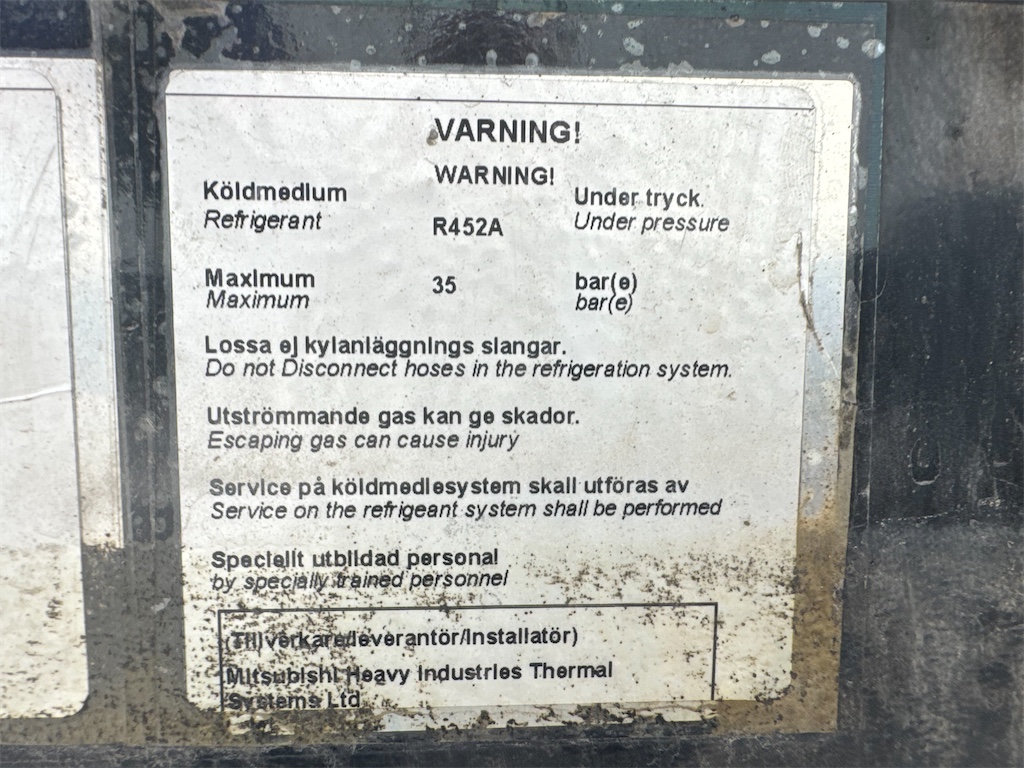 VARNING!
WARNING!
Köldmedium
Refrigerant
R452A
Under tryck.
Under pressure
Maximum
Maximum
35
bar(e)
bar(e)
Lossa ej kylanläggnings slangar.
Do not Disconnect hoses in the refrigeration system.
Utströmmande gas kan ge skador.
Escaping gas can cause injury
Service på köldmediesystem skall utföras av
Service on the refrigeant system shall be performed
Speciellt utbildad personal
by specially trained personnel
(Tillverkare/leverantör/Installatör)
Mitsubishi Heavy Industries Thermal
Systems Ltd